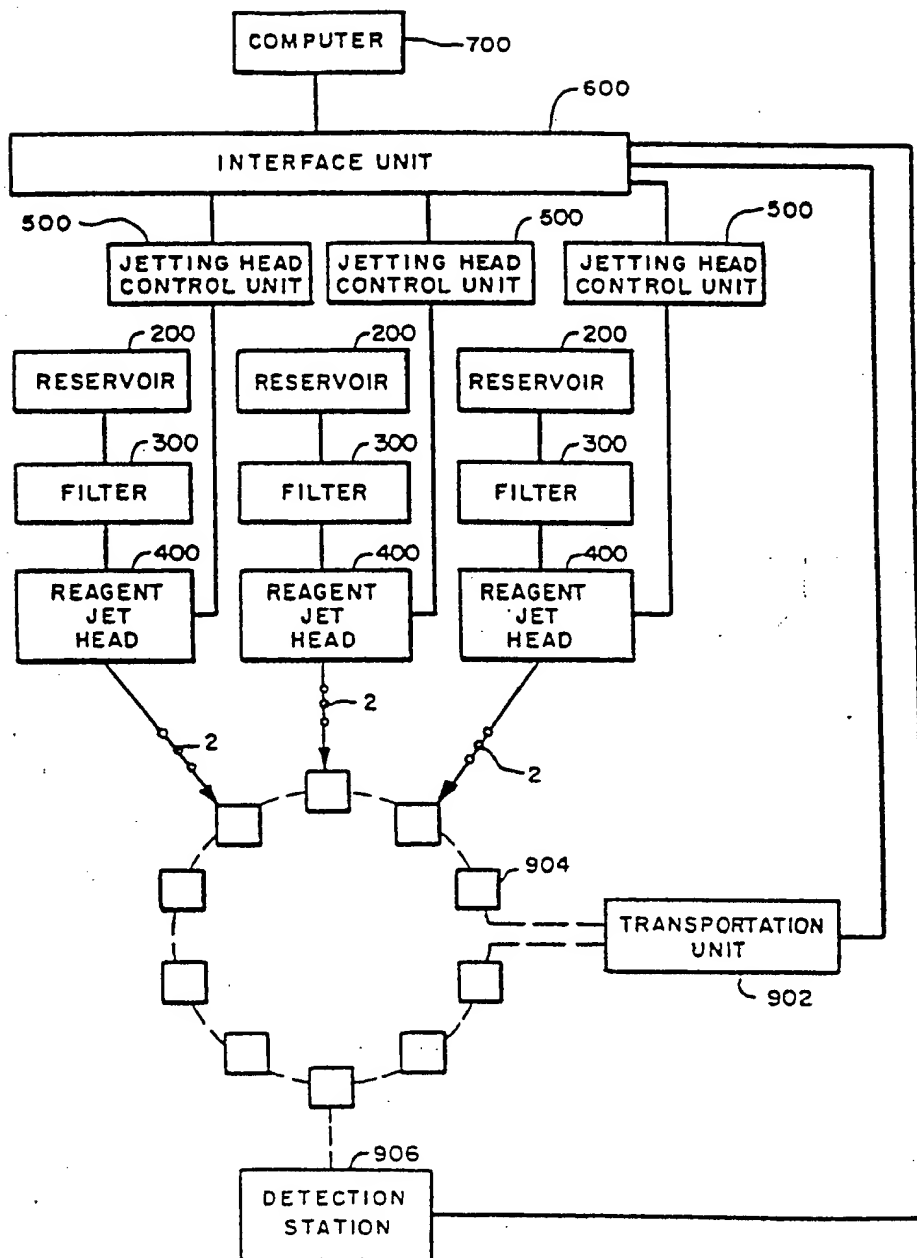 COMPUTER
700
600
INTERFACE UNIT
500
500
500
JETTING HEAD
CONTROL UNIT
JETTING HEAD
CONTROL UNIT
JETTING HEAD
CONTROL UNIT
200
200
200
RESERVOIR
RESERVOIR
RESERVOIR
300
300
300
FILTER
FILTER
FILTER
400
400
400
REAGENT
JET
HEAD
REAGENT
JET
HEAD
REAGENT
JET
HEAD
2
2
2
904
TRANSPORTATION
UNIT
902
906
DETECTION
STATION